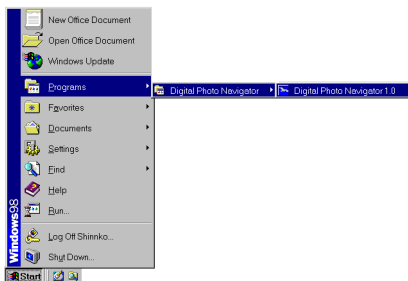 New Office Document
Open Office Document
Windows Update
Programs
Digital Photo Navigator
Digital Photo Navigator 1.0
Favorites
Documents
Settings
Find
Help
Run...
Log Off Shinnko...
Shut Down...
Windows98
Start